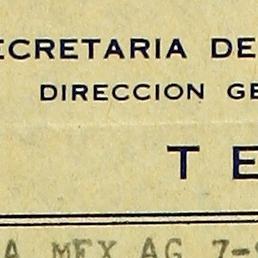 ECRETARIA DE
DIRECCION GE
T E
A MEX AG 7-